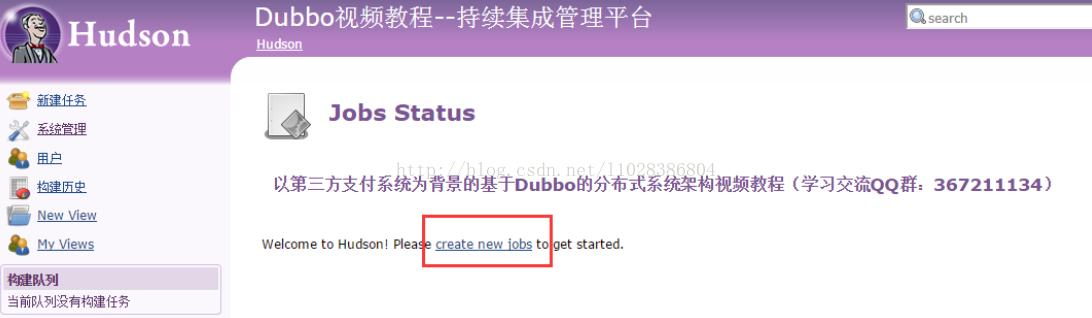 Hudson
Dubbo视频教程--持续集成管理平台
search
Hudson
新建任务
系统管理
用户
构建历史
New View
My Views
构建队列
当前队列没有构建任务
Jobs Status
http://blog.csdn.net/l1028386804
以第三方支付系统为背景的基于Dubbo的分布式系统架构视频教程（学习交流QQ群：367211134）
Welcome to Hudson! Please create new jobs to get started.